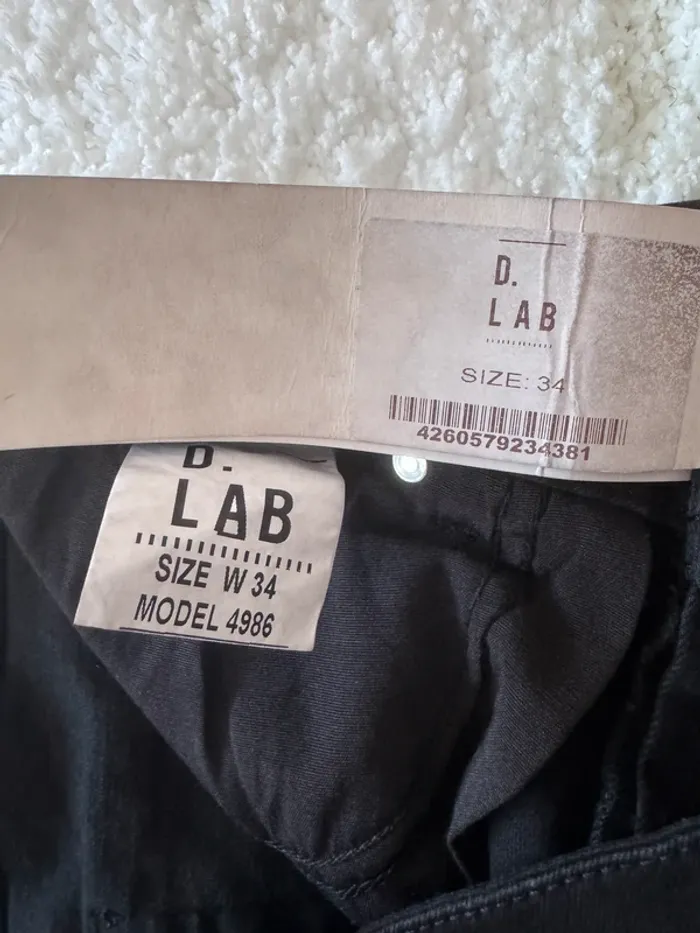 D.
LAB
SIZE: 34
4260579234381
D.
LAB
SIZE W 34
MODEL 4986